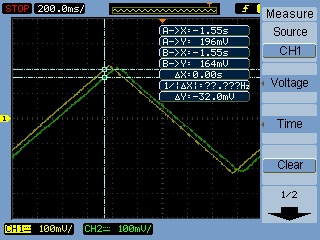 STOP 200.0ms/ f
Measure
Source
CH1
A->X:-1.55s
A->Y: 196mV
B->X:-1.55s
B->Y: 164mV
ΔX:0.00s
1/|ΔX|:??.???Hz
ΔY:-32.0mV
Voltage
Time
Clear
1
1/2
CH1 100mV/ CH2 100mV/